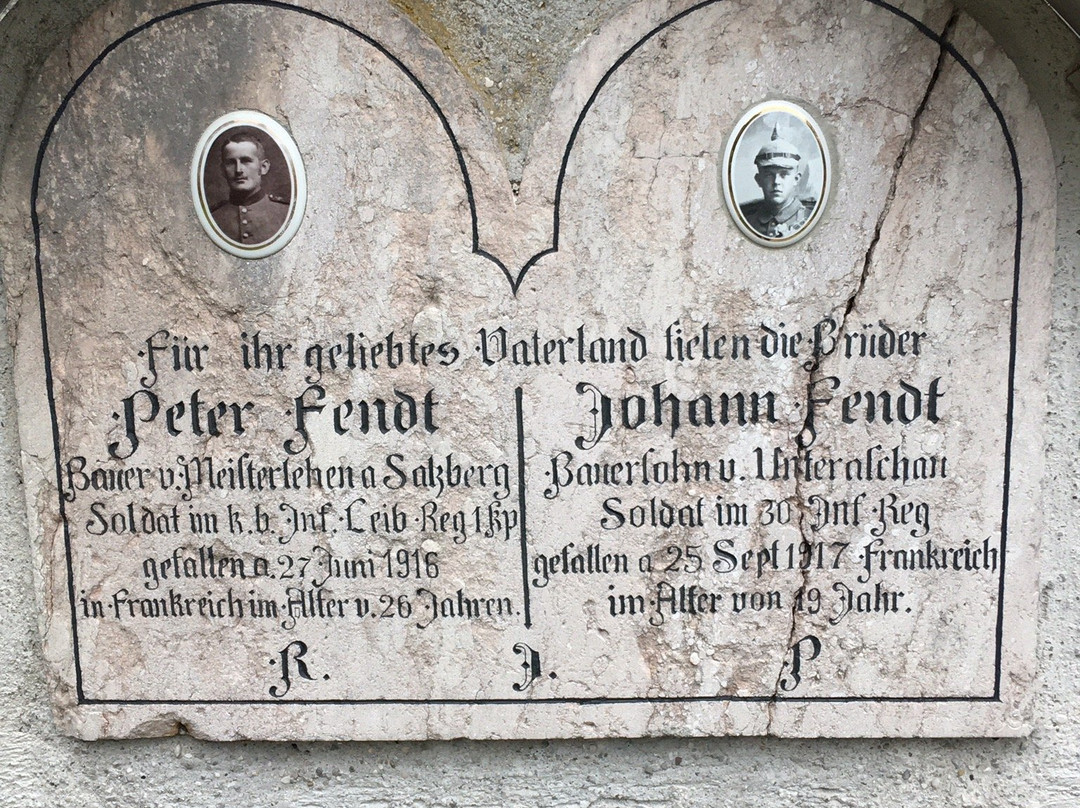 Für ihr geliebtes Vaterland fielen die Brüder
Peter Fendt
Bauer v. Meisterlehen a Salzberg
Soldat im k. b. Inf. Leib Reg 1 Kp
gefallen a. 27 Juni 1916
in Frankreich im Alter v. 26 Jahren.
Johann Fendt
Bauersohn v. Unteraschau
Soldat im 30, Inf Reg
gefallen a 25 Sept 1917 Frankreich
im Alter von 19 Jahr.
R. I. P